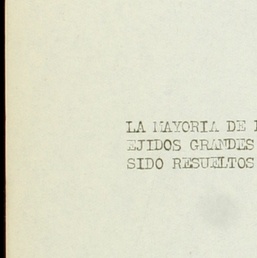 LA MAYORIA DE
EJIDOS GRANDES
SIDO RESUELTOS